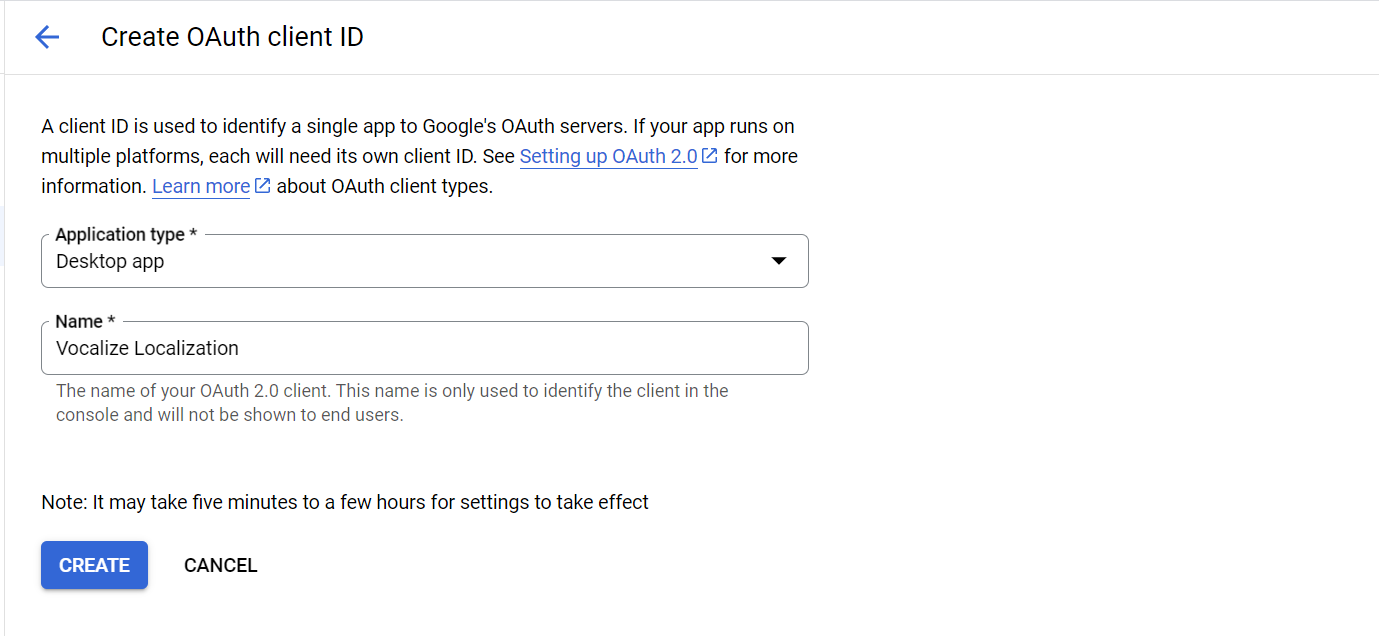 Create OAuth client ID
A client ID is used to identify a single app to Google's OAuth servers. If your app runs on
multiple platforms, each will need its own client ID. See Setting up OAuth 2.0 for more
information. Learn more about OAuth client types.
Application type *
Desktop app
Name *
Vocalize Localization
The name of your OAuth 2.0 client. This name is only used to identify the client in the
console and will not be shown to end users.
Note: It may take five minutes to a few hours for settings to take effect
CREATE CANCEL